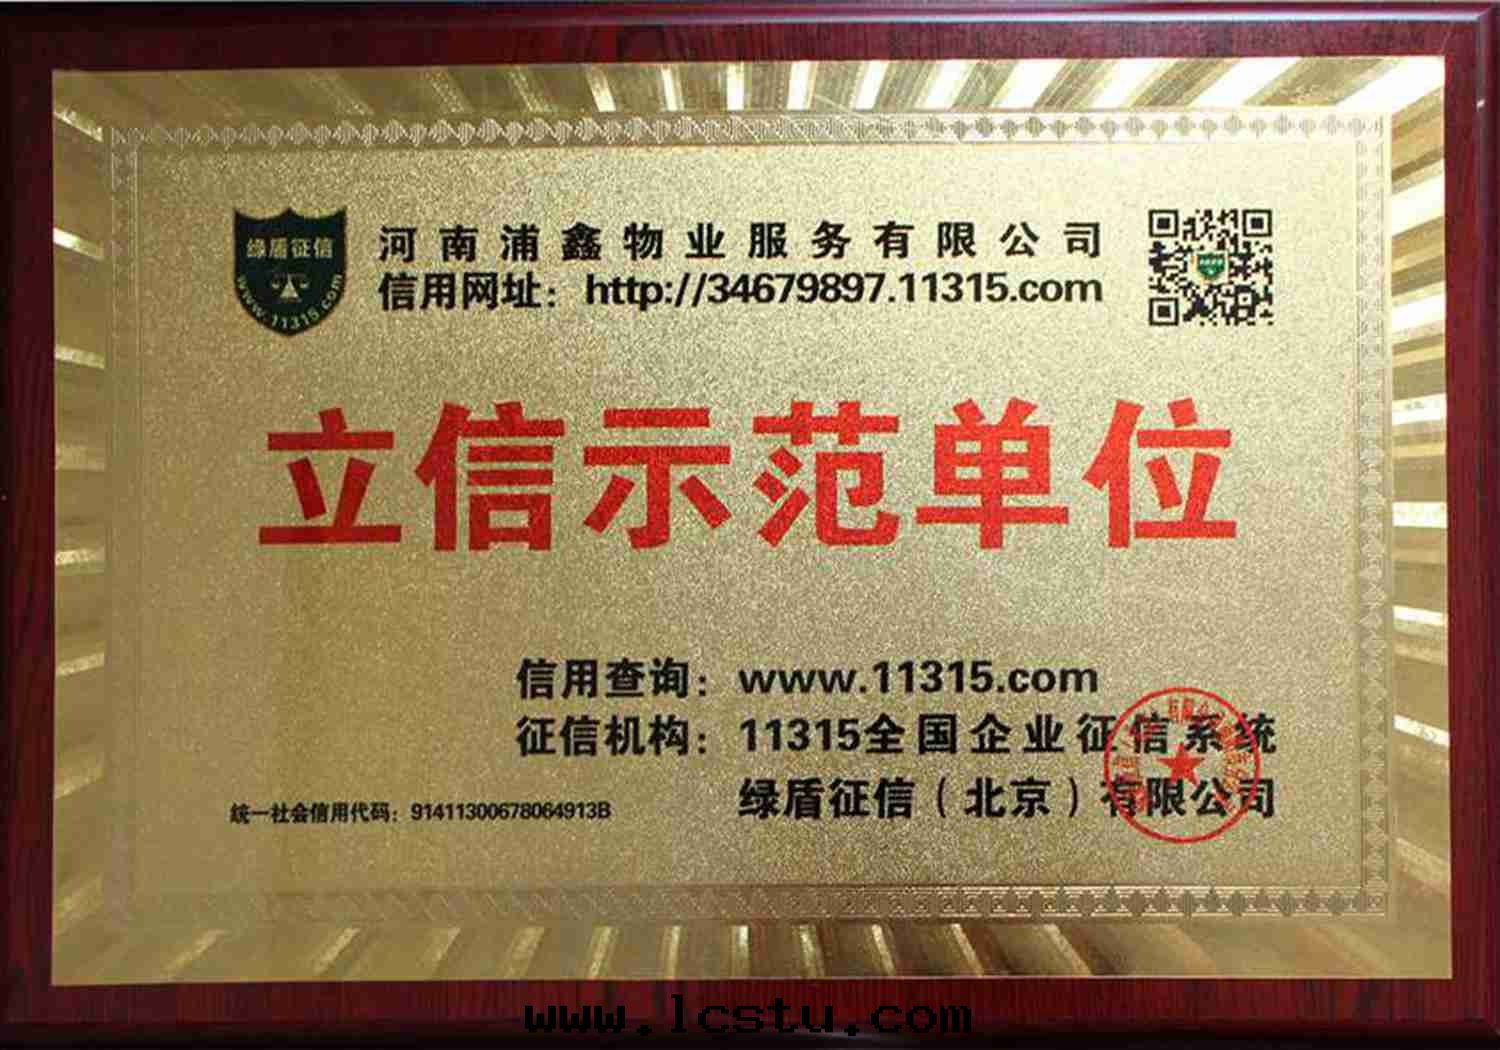 绿盾征信
www.11315.com
河南浦鑫物业服务有限公司
信用网址：http://34679897.11315.com
立信示范单位
信用查询：www.11315.com
征信机构：11315全国企业征信系统
绿盾征信（北京）有限公司
统一社会信用代码：91411300678064913B
www.lcstu.com